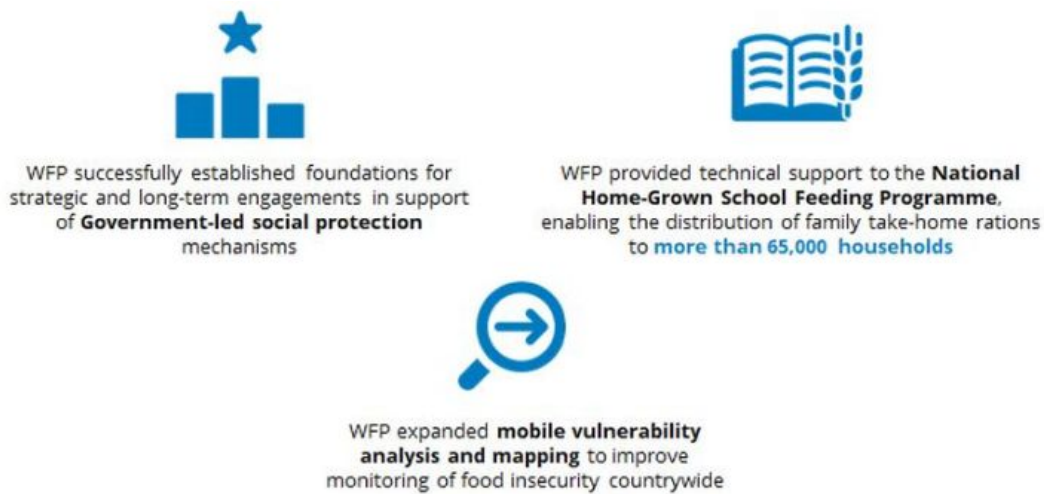 WFP successfully established foundations for
strategic and long-term engagements in support
of Government-led social protection
mechanisms
WFP provided technical support to the National
Home-Grown School Feeding Programme,
enabling the distribution of family take-home rations
to more than 65,000 households
WFP expanded mobile vulnerability
analysis and mapping to improve
monitoring of food insecurity countrywide